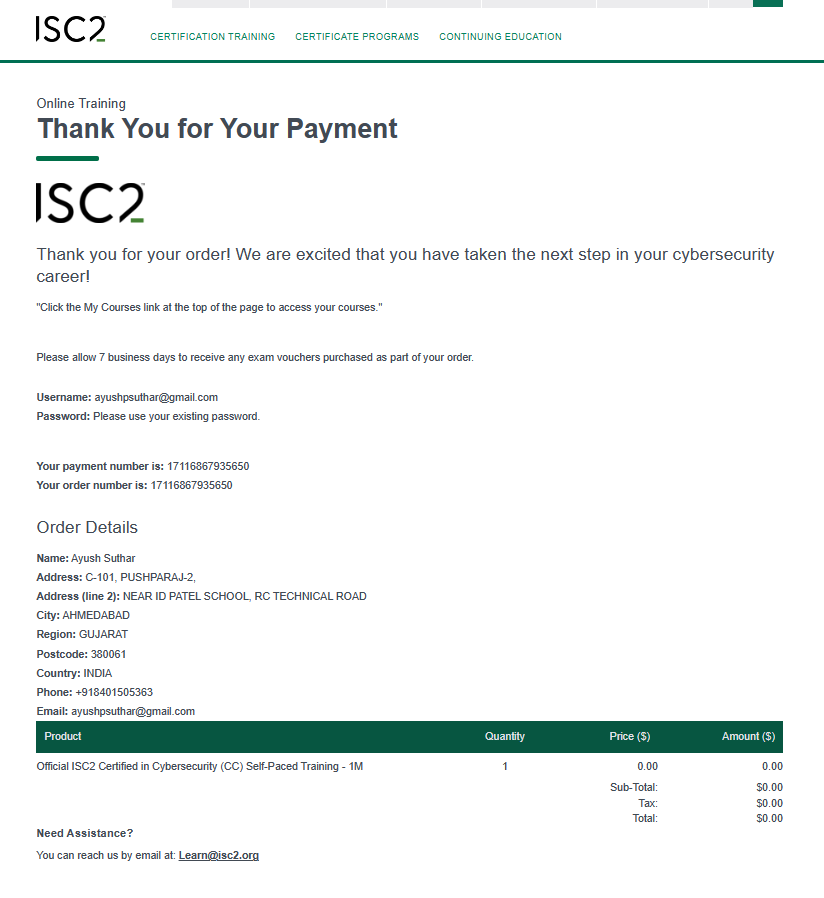 ISC2
CERTIFICATION TRAINING CERTIFICATE PROGRAMS CONTINUING EDUCATION
Online Training
Thank You for Your Payment
ISC2
Thank you for your order! We are excited that you have taken the next step in your cybersecurity
career!
"Click the My Courses link at the top of the page to access your courses."
Please allow 7 business days to receive any exam vouchers purchased as part of your order.
Username: ayushpsuthar@gmail.com
Password: Please use your existing password.
Your payment number is: 17116867935650
Your order number is: 17116867935650
Order Details
Name: Ayush Suthar
Address: C-101, PUSHPARAJ-2,
Address (line 2): NEAR ID PATEL SCHOOL, RC TECHNICAL ROAD
City: AHMEDABAD
Region: GUJARAT
Postcode: 380061
Country: INDIA
Phone: +918401505363
Email: ayushpsuthar@gmail.com
Product Quantity Price ($) Amount ($)
Official ISC2 Certified in Cybersecurity (CC) Self-Paced Training - 1M 1 0.00 0.00
Sub-Total: $0.00
Tax: $0.00
Total: $0.00
Need Assistance?
You can reach us by email at: Learn@isc2.org